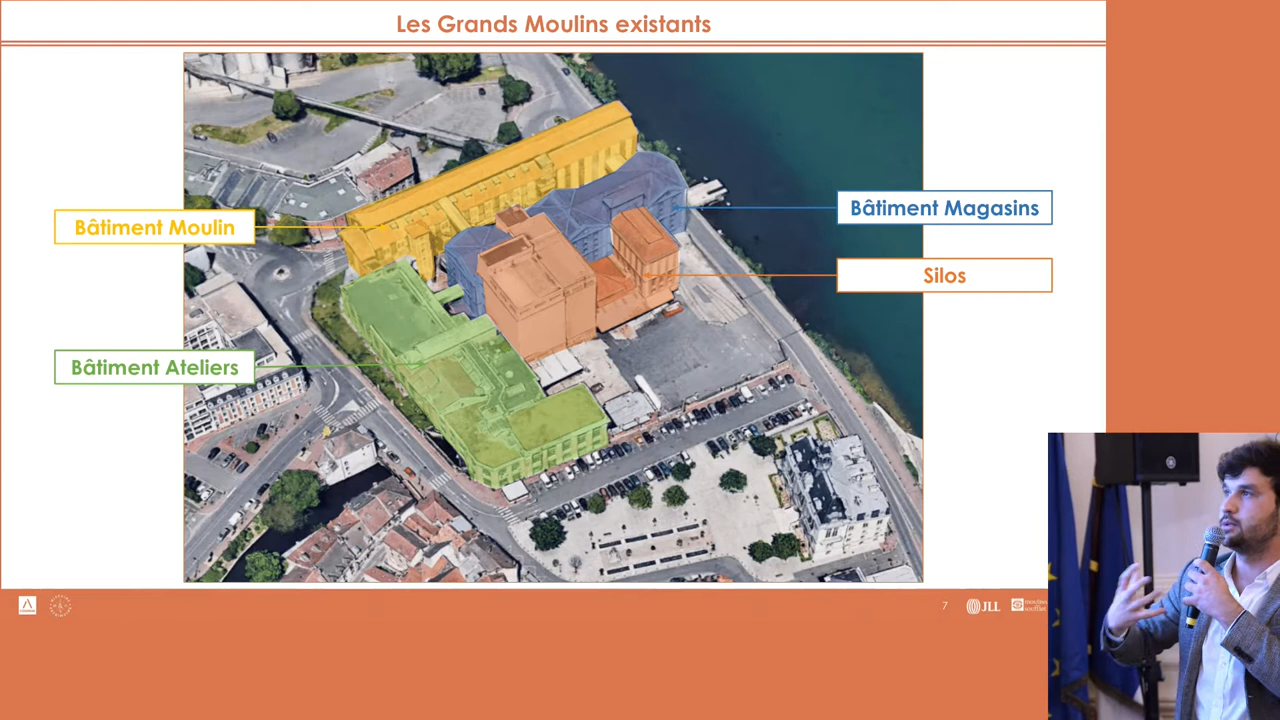 Les Grands Moulins existants
Bâtiment Magasins
Bâtiment Moulin
Silos
Bâtiment Ateliers
7
JLL